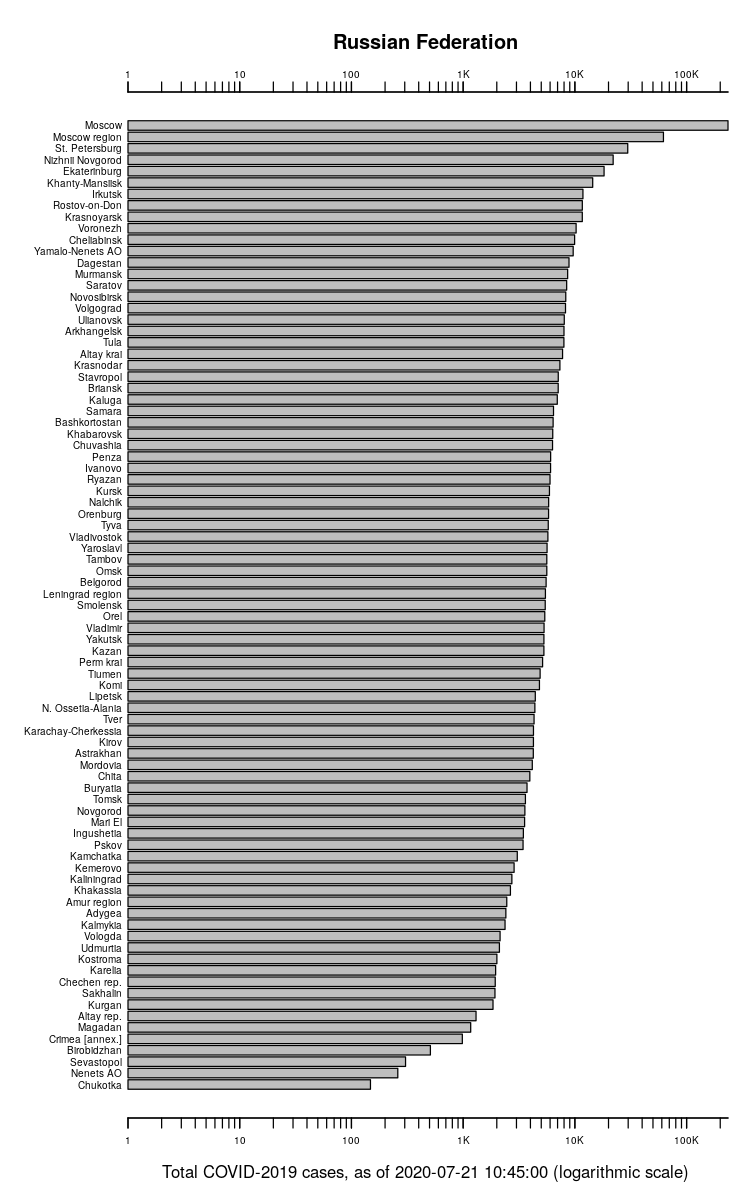 Russian Federation
1 10 100 1K 10K 100K
Moscow
Moscow region
St. Petersburg
Nizhnii Novgorod
Ekaterinburg
Khanty-Mansiisk
Irkutsk
Rostov-on-Don
Krasnoyarsk
Voronezh
Cheliabinsk
Yamalo-Nenets AO
Dagestan
Murmansk
Saratov
Novosibirsk
Volgograd
Ulianovsk
Arkhangelsk
Tula
Altay krai
Krasnodar
Stavropol
Briansk
Kaluga
Samara
Bashkortostan
Khabarovsk
Chuvashia
Penza
Ivanovo
Ryazan
Kursk
Nalchik
Orenburg
Tyva
Vladivostok
Yaroslavl
Tambov
Omsk
Belgorod
Leningrad region
Smolensk
Orel
Vladimir
Yakutsk
Kazan
Perm krai
Tiumen
Komi
Lipetsk
N. Ossetia-Alania
Tver
Karachay-Cherkessia
Kirov
Astrakhan
Mordovia
Chita
Buryatia
Tomsk
Novgorod
Mari El
Ingushetia
Pskov
Kamchatka
Kemerovo
Kaliningrad
Khakassia
Amur region
Adygea
Kalmykia
Vologda
Udmurtia
Kostroma
Karelia
Chechen rep.
Sakhalin
Kurgan
Altay rep.
Magadan
Crimea [annex.]
Birobidzhan
Sevastopol
Nenets AO
Chukotka
1 10 100 1K 10K 100K
Total COVID-2019 cases, as of 2020-07-21 10:45:00 (logarithmic scale)